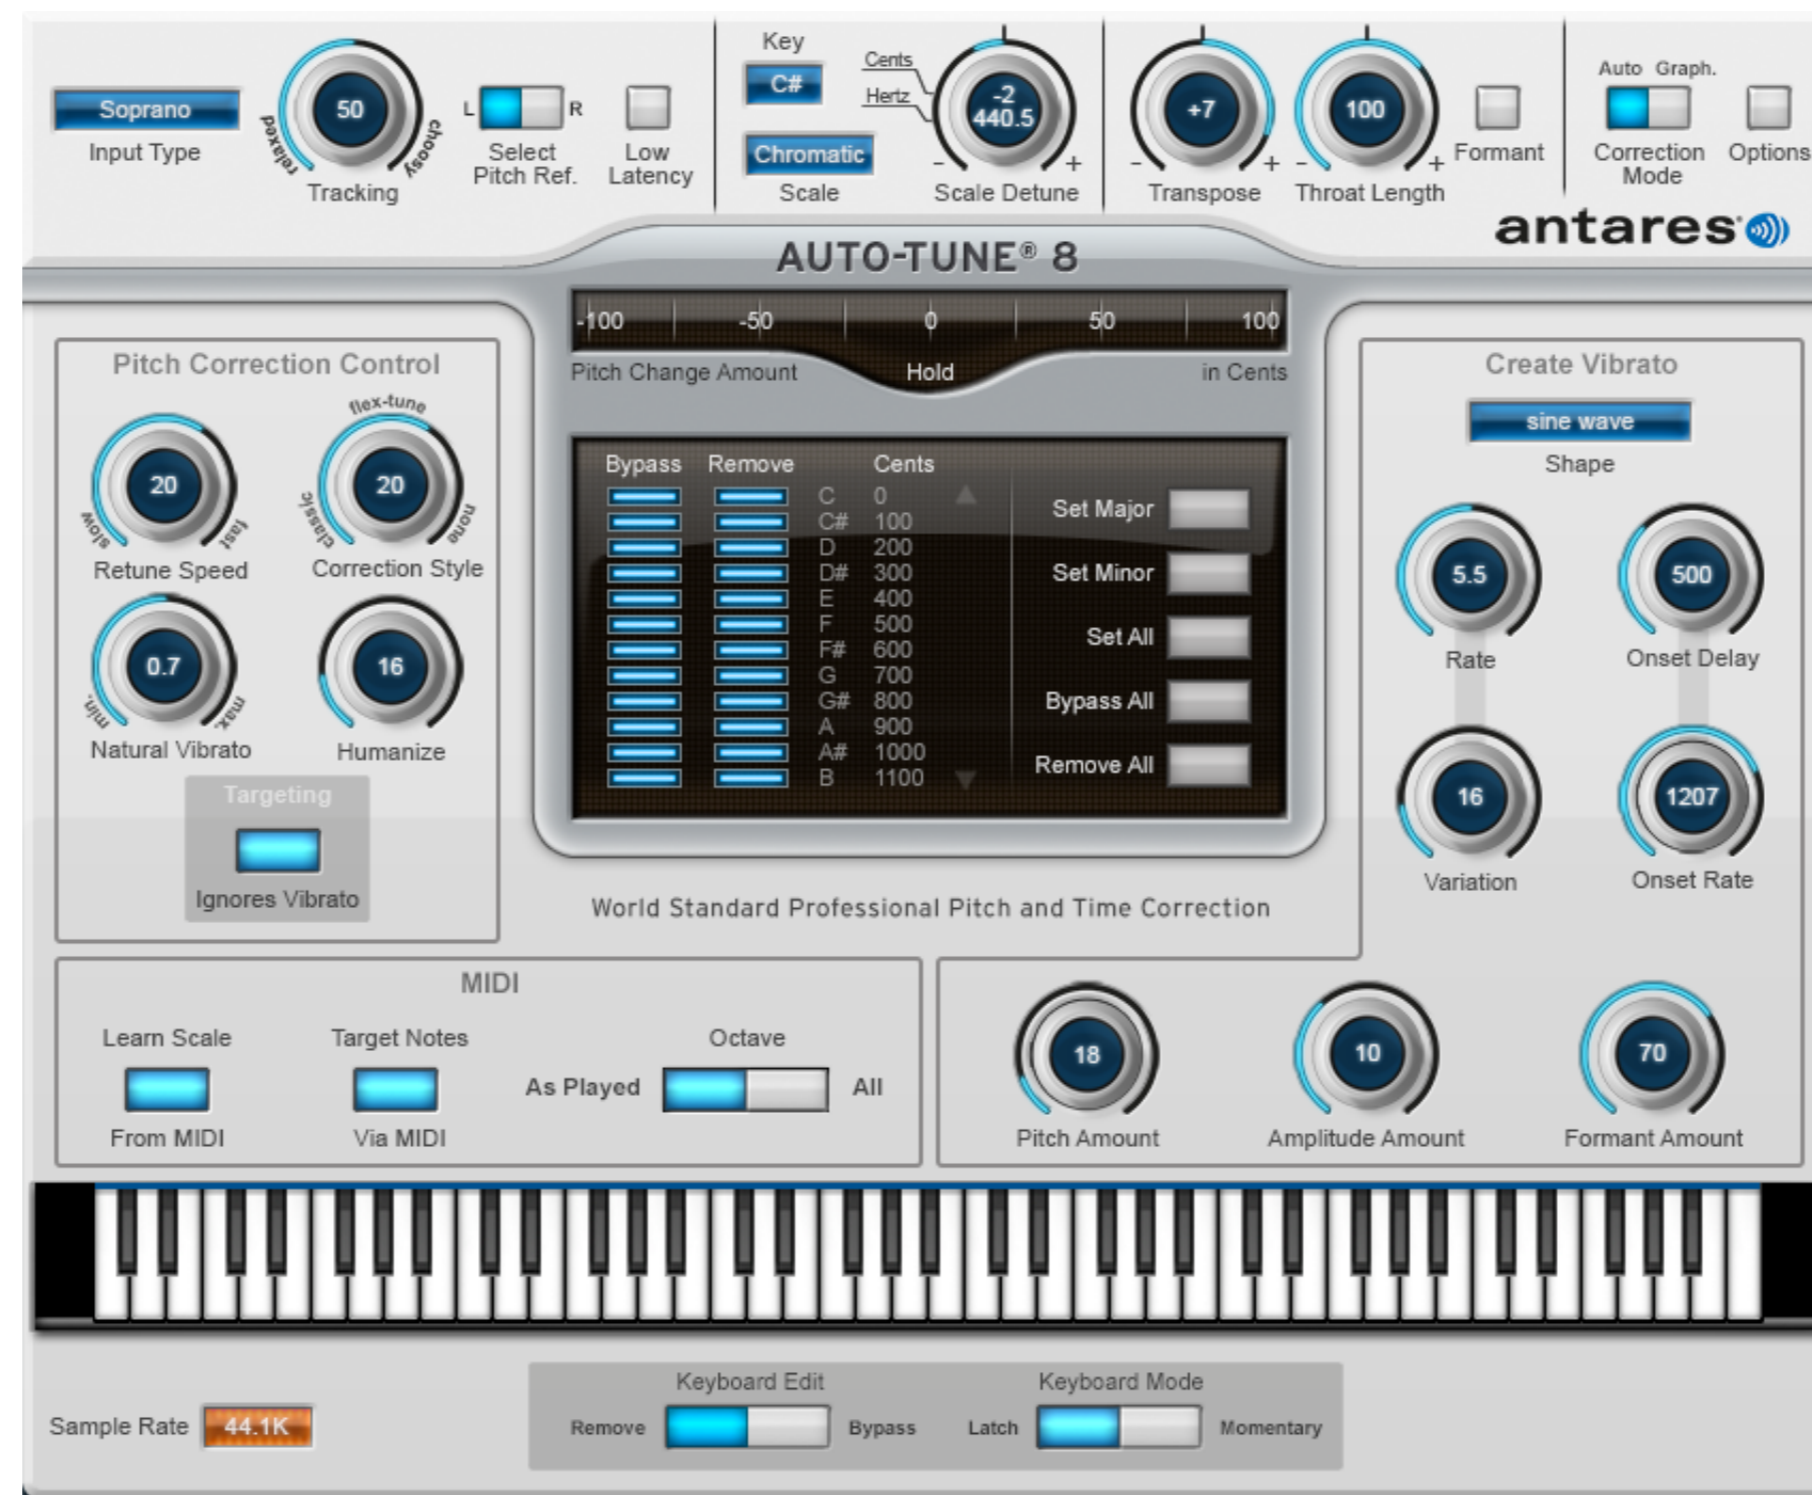 Soprano
Input Type
relaxed
50
choosy
Tracking
L R
Select
Pitch Ref.
Low
Latency
Key
C#
Chromatic
Scale
Cents
Hertz
-2
440.5
- +
Scale Detune
+7
- +
Transpose
100
- +
Throat Length
Formant
Auto Graph.
Correction
Mode
Options
antares
AUTO-TUNE® 8
-100 -50 0 50 100
Pitch Change Amount Hold in Cents
Pitch Correction Control
20
slow fast
Retune Speed
flex-tune
20
classic none
Correction Style
0.7
min. max.
Natural Vibrato
16
Humanize
Targeting
Ignores Vibrato
Bypass Remove Cents
C 0
C# 100
D 200
D# 300
E 400
F 500
F# 600
G 700
G# 800
A 900
A# 1000
B 1100
Set Major
Set Minor
Set All
Bypass All
Remove All
World Standard Professional Pitch and Time Correction
Create Vibrato
sine wave
Shape
5.5
Rate
500
Onset Delay
16
Variation
1207
Onset Rate
MIDI
Learn Scale
From MIDI
Target Notes
Via MIDI
Octave
As Played All
18
Pitch Amount
10
Amplitude Amount
70
Formant Amount
Sample Rate 44.1K
Keyboard Edit
Remove Bypass
Keyboard Mode
Latch Momentary